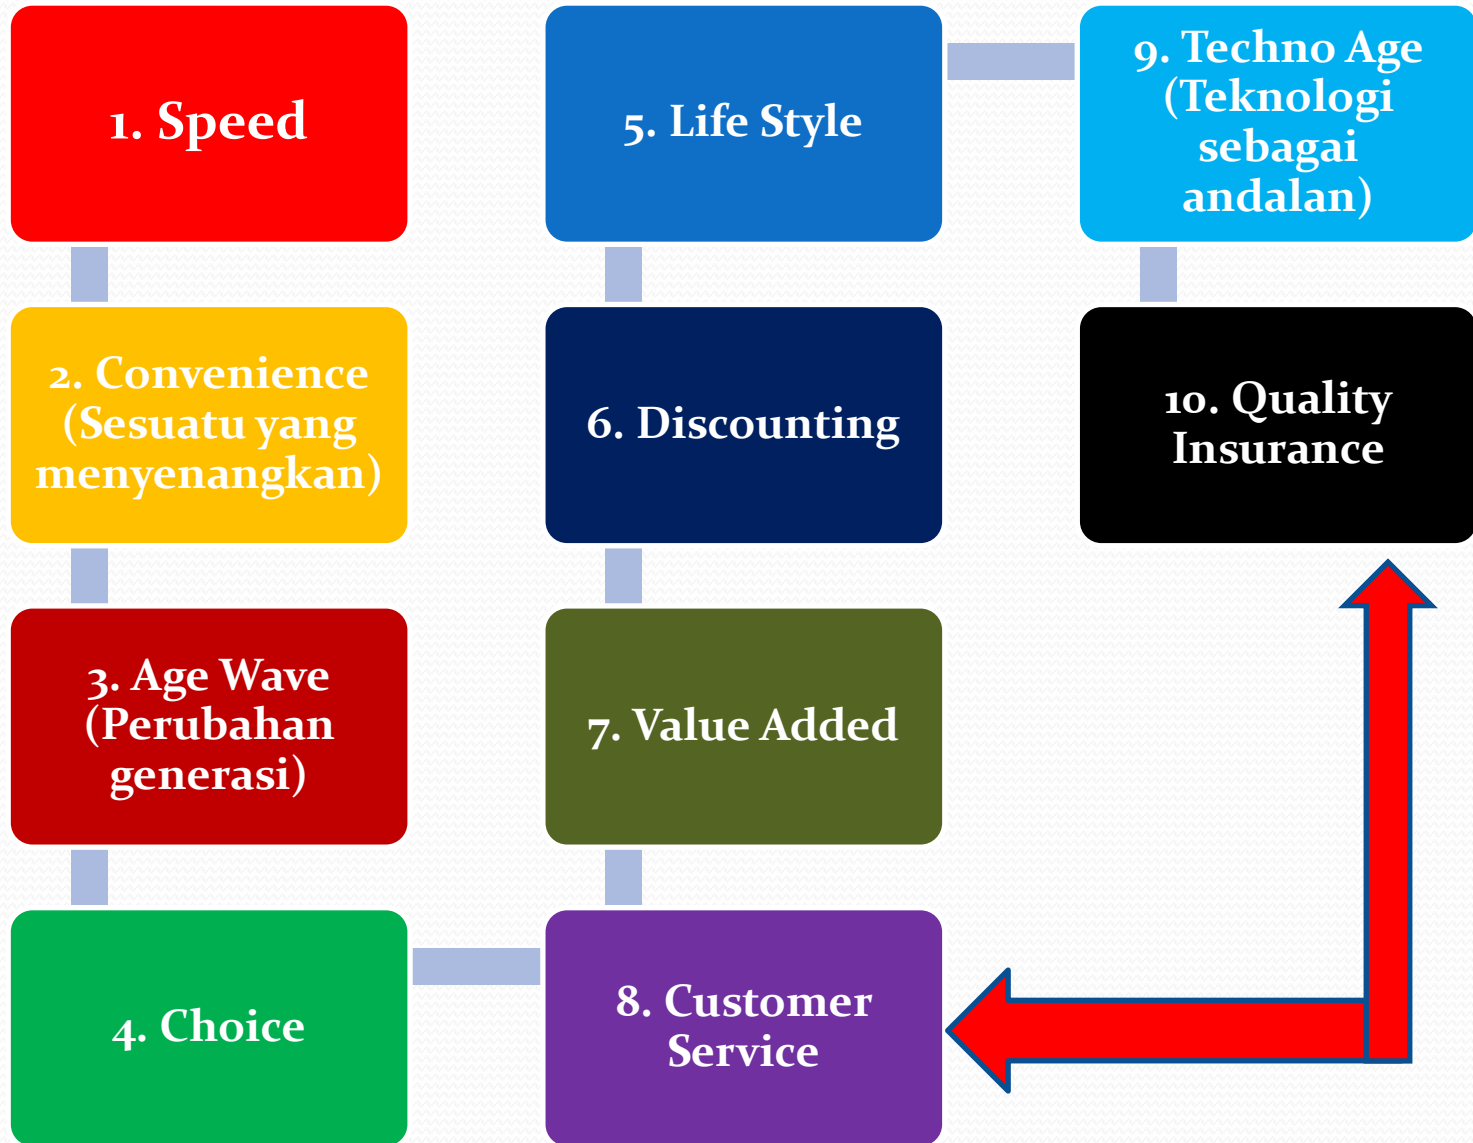 1. Speed
2. Convenience
(Sesuatu yang
menyenangkan)
3. Age Wave
(Perubahan
generasi)
4. Choice
5. Life Style
6. Discounting
7. Value Added
8. Customer
Service
9. Techno Age
(Teknologi
sebagai
andalan)
10. Quality
Insurance